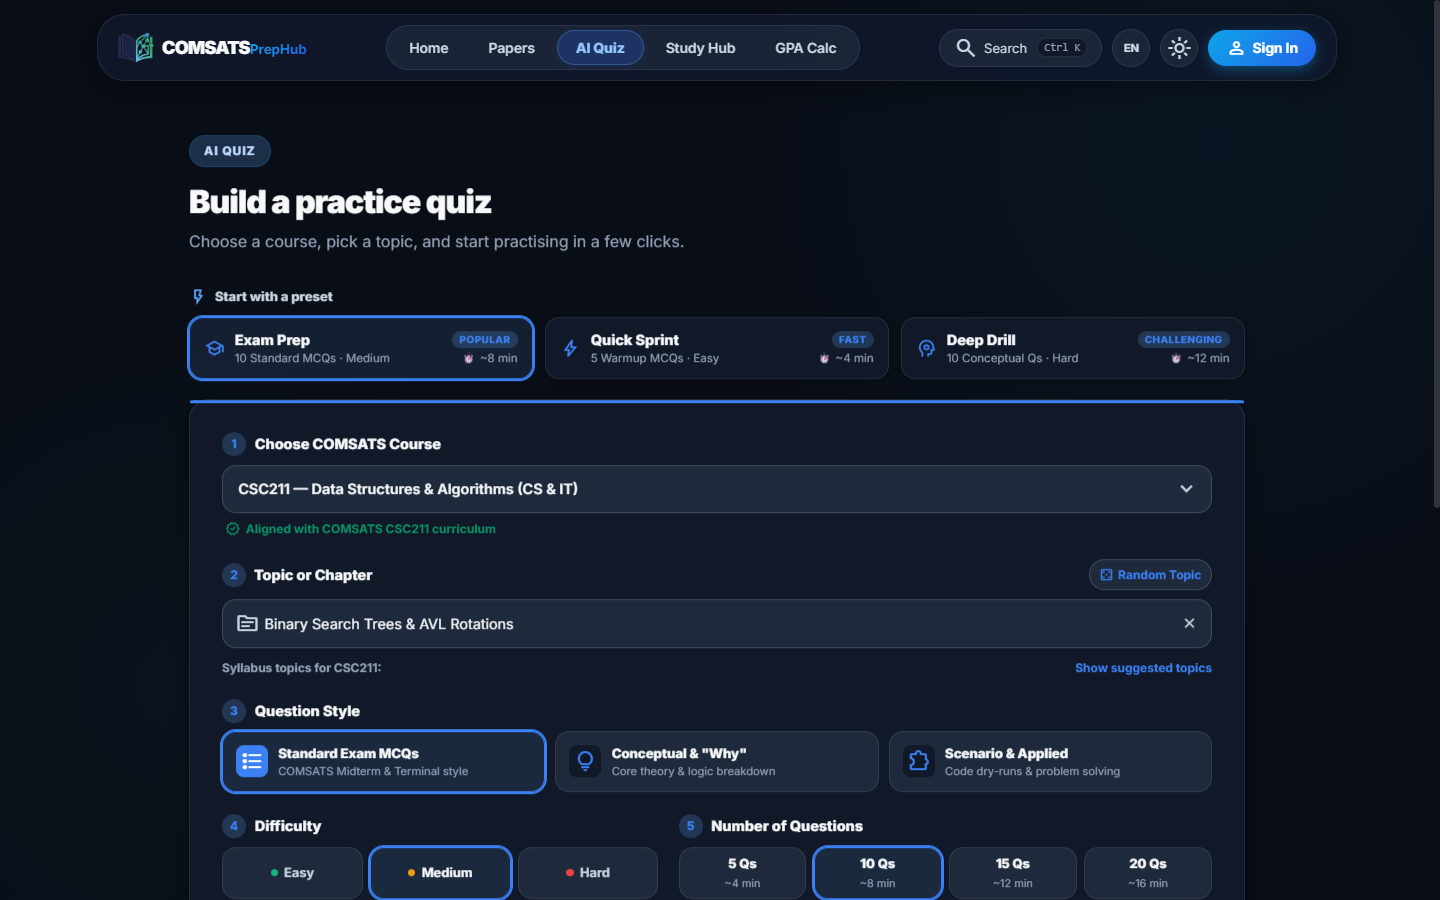 COMSATSPrepHub
Home
Papers
AI Quiz
Study Hub
GPA Calc
Search
Ctrl K
EN
Sign In
AI QUIZ
Build a practice quiz
Choose a course, pick a topic, and start practising in a few clicks.
Start with a preset
Exam Prep
POPULAR
10 Standard MCQs · Medium
~8 min
Quick Sprint
FAST
5 Warmup MCQs · Easy
~4 min
Deep Drill
CHALLENGING
10 Conceptual Qs · Hard
~12 min
1 Choose COMSATS Course
CSC211 — Data Structures & Algorithms (CS & IT)
Aligned with COMSATS CSC211 curriculum
2 Topic or Chapter
Random Topic
Binary Search Trees & AVL Rotations
Syllabus topics for CSC211:
Show suggested topics
3 Question Style
Standard Exam MCQs
COMSATS Midterm & Terminal style
Conceptual & "Why"
Core theory & logic breakdown
Scenario & Applied
Code dry-runs & problem solving
4 Difficulty
Easy
Medium
Hard
5 Number of Questions
5 Qs
~4 min
10 Qs
~8 min
15 Qs
~12 min
20 Qs
~16 min